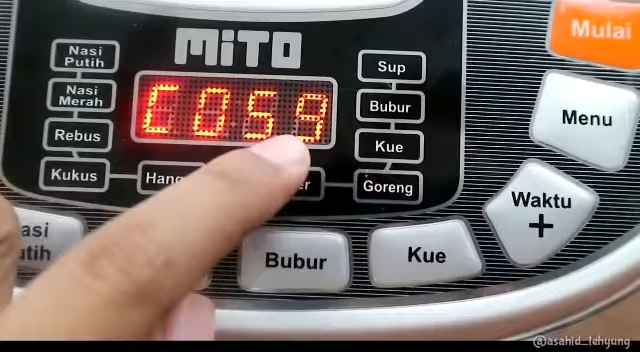 MiTO
Mulai
Nasi
Putih
Sup
C059
Nasi
Merah
Bubur
Menu
Rebus
Kue
Kukus
Goreng
Waktu
+
Bubur
Kue
@asahid_tehyung